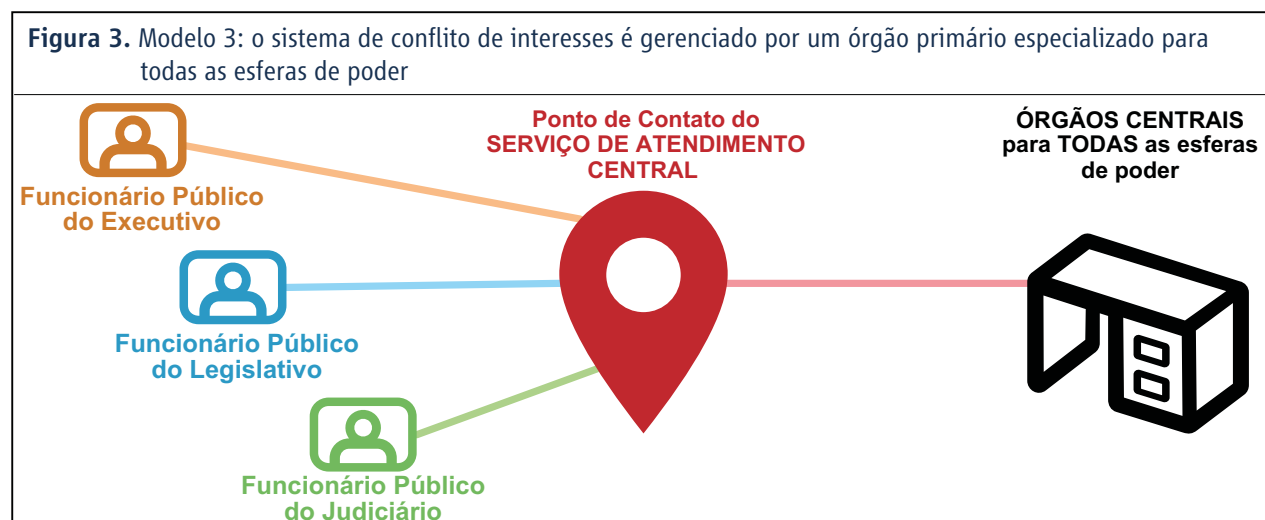 Figura 3. Modelo 3: o sistema de conflito de interesses é gerenciado por um órgão primário especializado para
todas as esferas de poder
Funcionário Público
do Executivo
Funcionário Público
do Legislativo
Funcionário Público
do Judiciário
Ponto de Contato do
SERVIÇO DE ATENDIMENTO
CENTRAL
ÓRGÃOS CENTRAIS
para TODAS as esferas
de poder